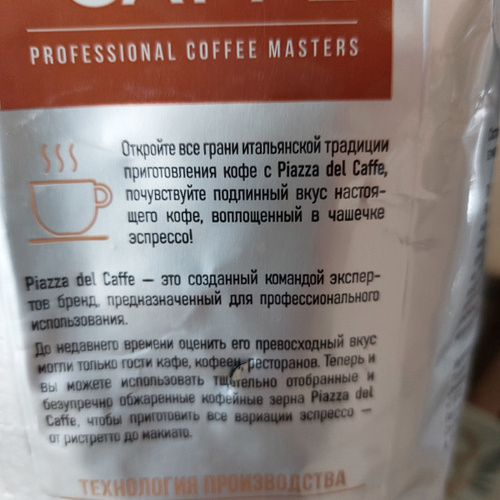 PROFESSIONAL COFFEE MASTERS
Откройте все грани итальянской традиции
приготовления кофе с Piazza del Caffe,
почувствуйте подлинный вкус настоя-
щего кофе, воплощенный в чашечке
эспрессо!
Piazza del Caffe — это созданный командой экспер-
тов бренд, предназначенный для профессионального
использования.
До недавнего времени оценить его превосходный вкус
могли только гости кафе, кофеен, ресторанов. Теперь и
вы можете использовать тщательно отобранные и
безупречно обжаренные кофейные зерна Piazza del
Caffe, чтобы приготовить все вариации эспрессо —
от ристретто до макиато.
ТЕХНОЛОГИЯ ПРОИЗВОДСТВА